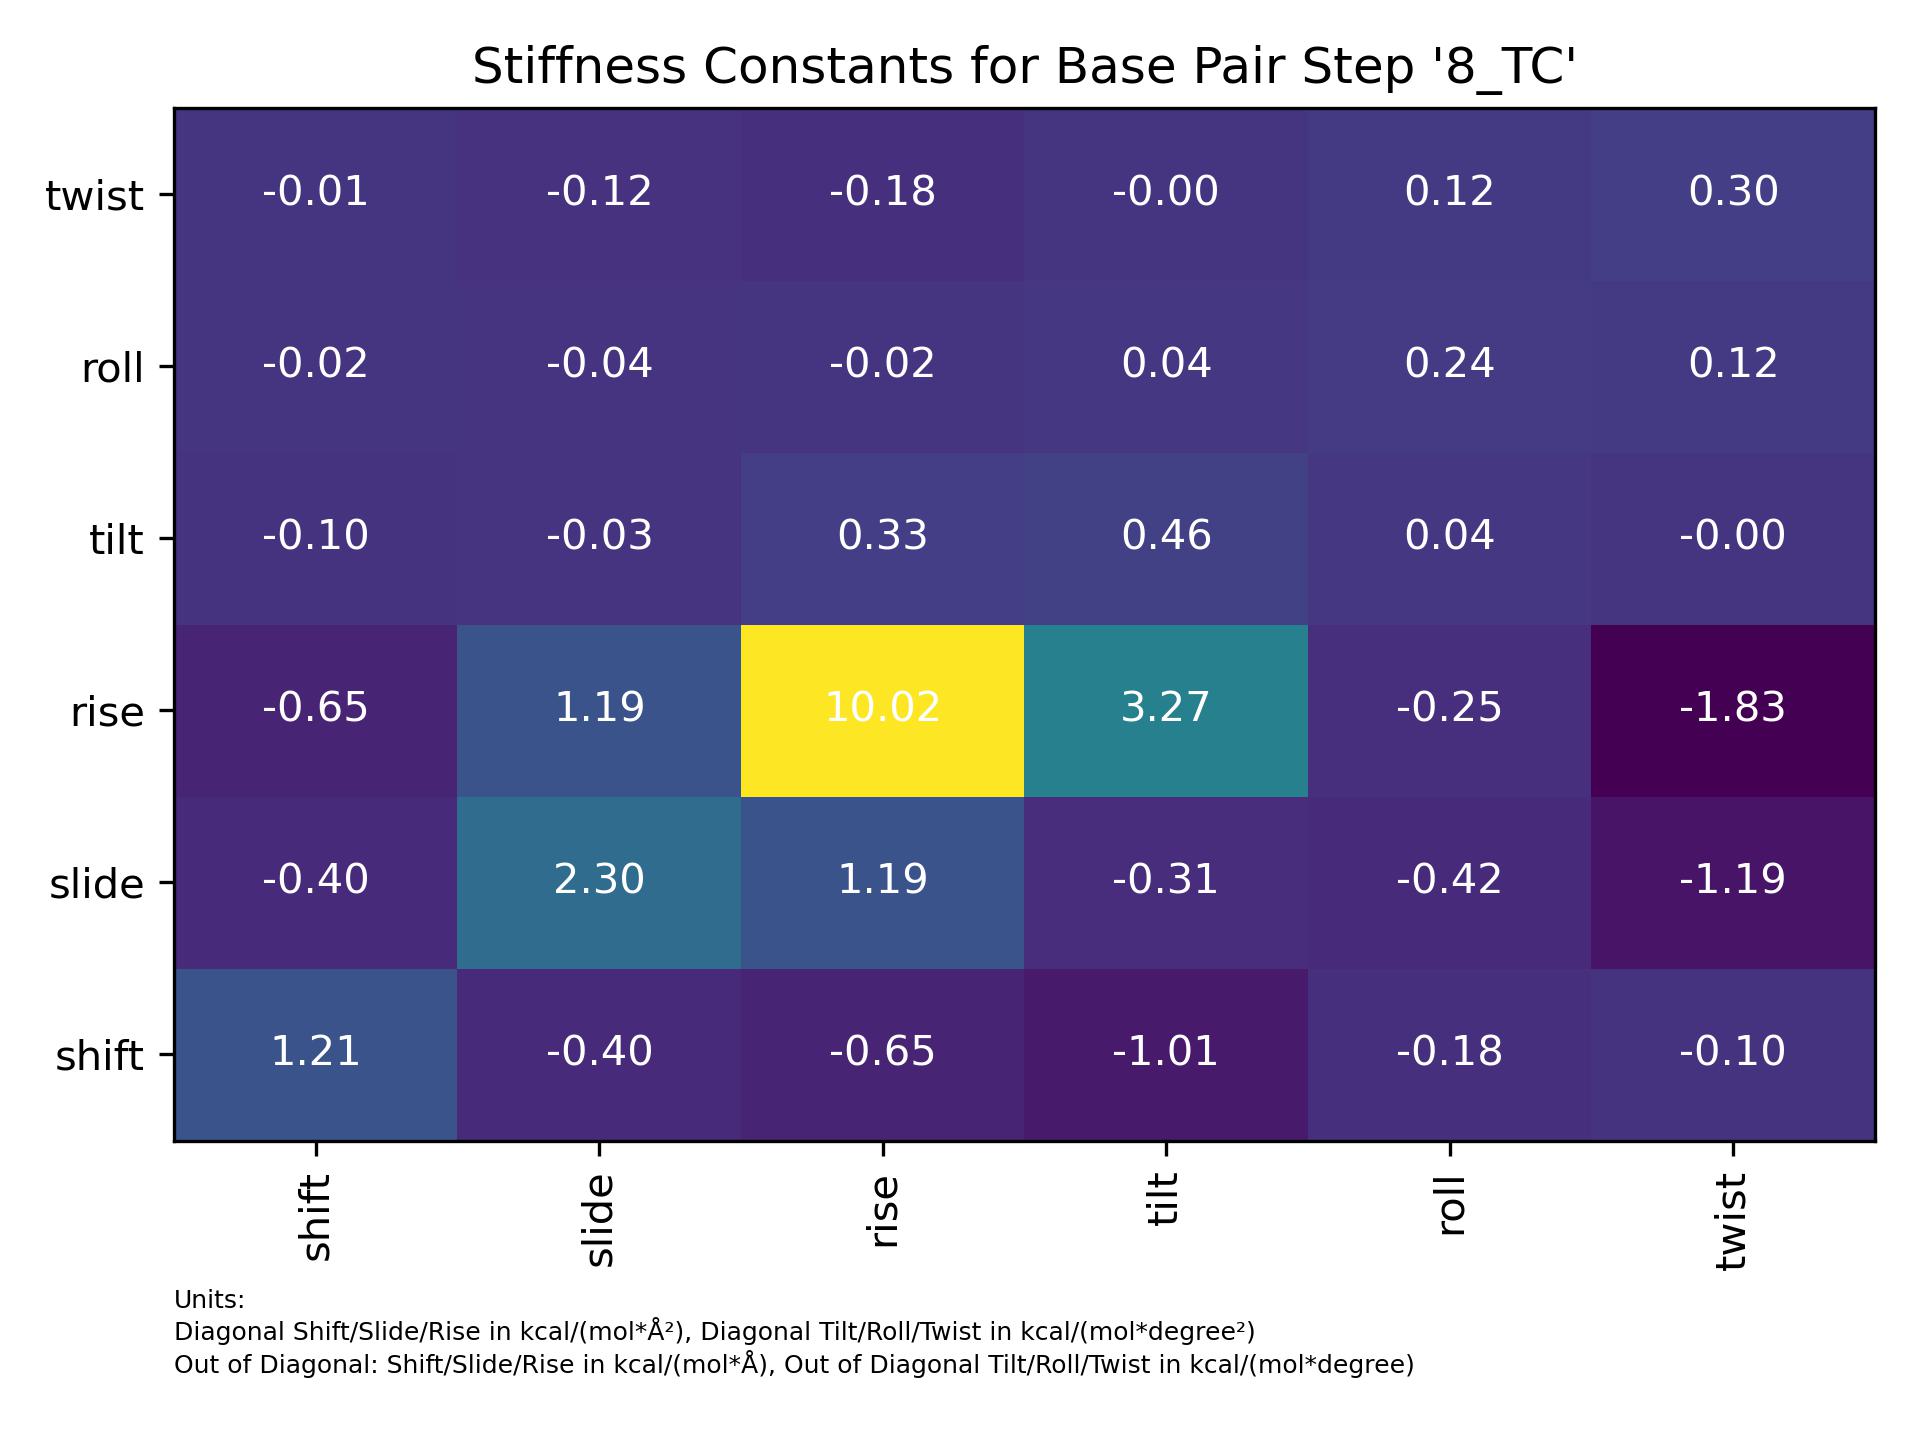 Stiffness Constants for Base Pair Step '8_TC'
twist -0.01 -0.12 -0.18 -0.00 0.12 0.30
roll -0.02 -0.04 -0.02 0.04 0.24 0.12
tilt -0.10 -0.03 0.33 0.46 0.04 -0.00
rise -0.65 1.19 10.02 3.27 -0.25 -1.83
slide -0.40 2.30 1.19 -0.31 -0.42 -1.19
shift 1.21 -0.40 -0.65 -1.01 -0.18 -0.10
shift slide rise tilt roll twist
Units:
Diagonal Shift/Slide/Rise in kcal/(mol*Å²), Diagonal Tilt/Roll/Twist in kcal/(mol*degree²)
Out of Diagonal: Shift/Slide/Rise in kcal/(mol*Å), Out of Diagonal Tilt/Roll/Twist in kcal/(mol*degree)